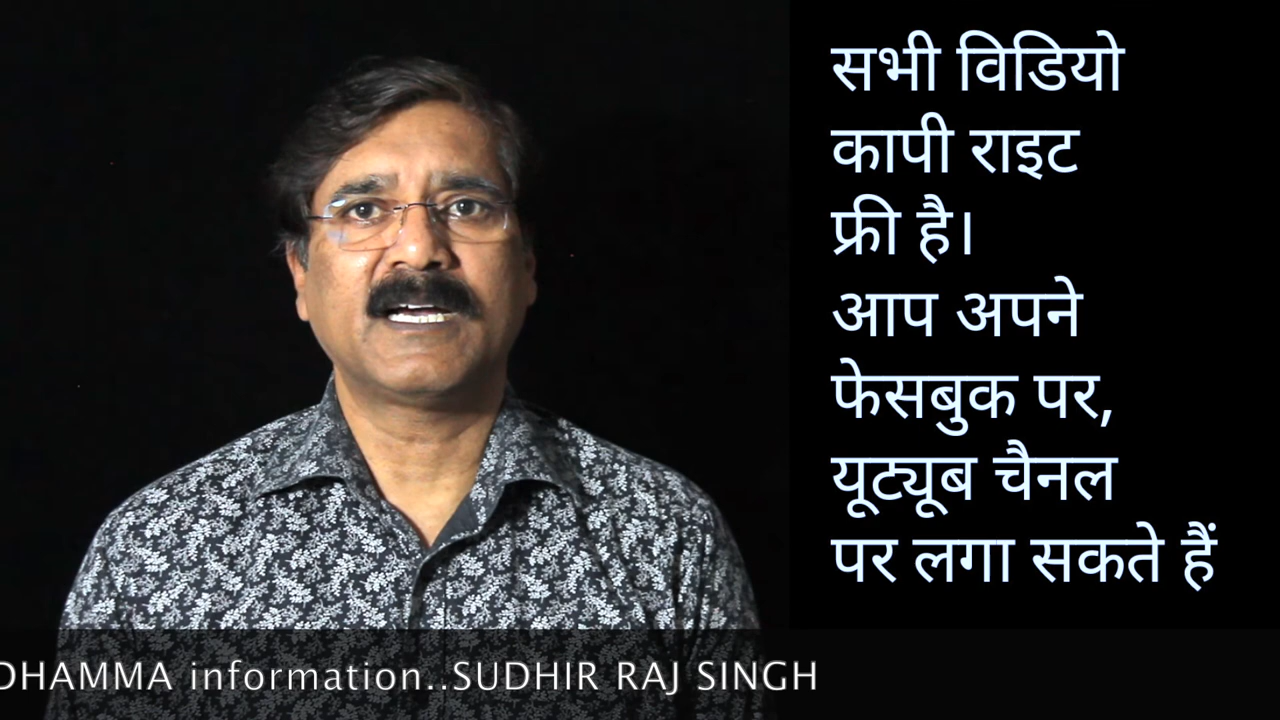 सभी विडियो
कापी राइट
फ्री है।
आप अपने
फेसबुक पर,
यूट्यूब चैनल
पर लगा सकते हैं
DHAMMA information..SUDHIR RAJ SINGH